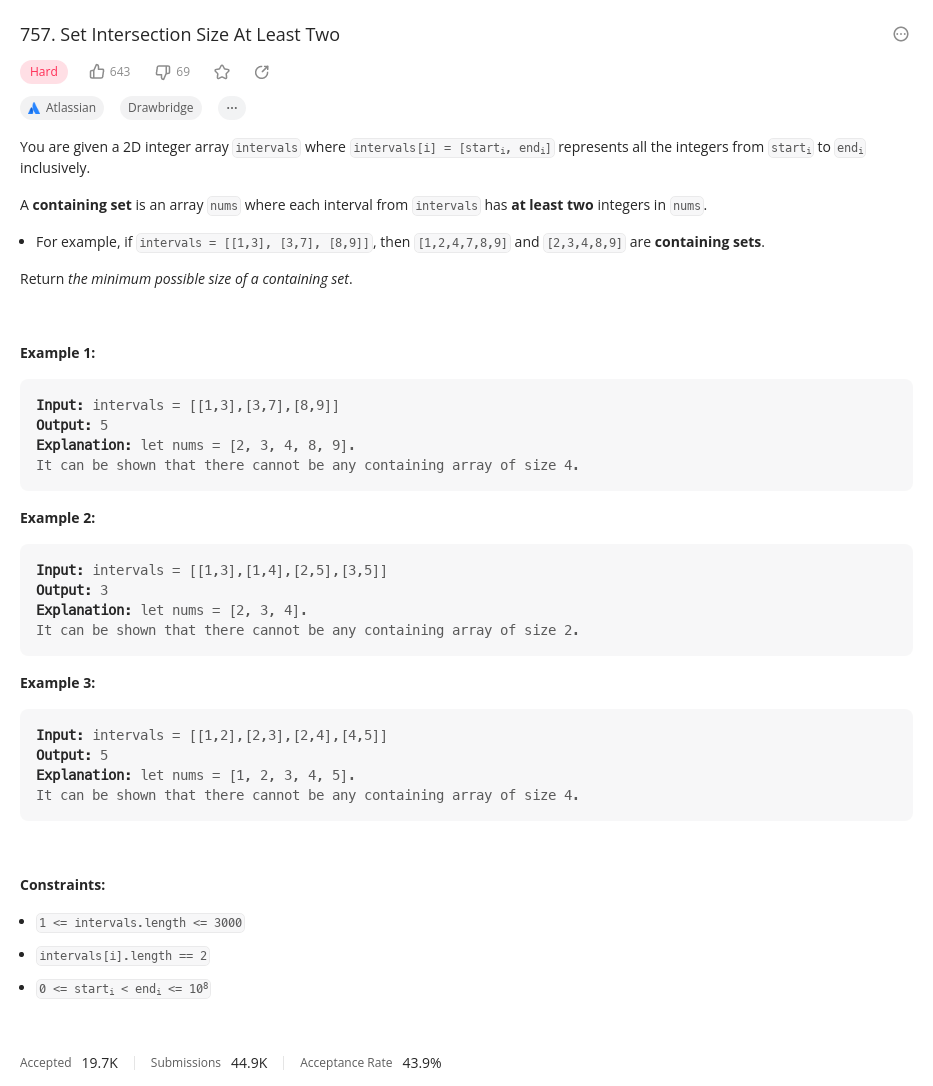 757. Set Intersection Size At Least Two
Hard 643 69
Atlassian Drawbridge ...
You are given a 2D integer array intervals where intervals[i] = [starti, endi] represents all the integers from starti to endi
inclusively.
A containing set is an array nums where each interval from intervals has at least two integers in nums.
• For example, if intervals = [[1,3], [3,7], [8,9]], then [1,2,4,7,8,9] and [2,3,4,8,9] are containing sets.
Return the minimum possible size of a containing set.
Example 1:
Input: intervals = [[1,3],[3,7],[8,9]]
Output: 5
Explanation: let nums = [2, 3, 4, 8, 9].
It can be shown that there cannot be any containing array of size 4.
Example 2:
Input: intervals = [[1,3],[1,4],[2,5],[3,5]]
Output: 3
Explanation: let nums = [2, 3, 4].
It can be shown that there cannot be any containing array of size 2.
Example 3:
Input: intervals = [[1,2],[2,3],[2,4],[4,5]]
Output: 5
Explanation: let nums = [1, 2, 3, 4, 5].
It can be shown that there cannot be any containing array of size 4.
Constraints:
• 1 <= intervals.length <= 3000
• intervals[i].length == 2
• 0 <= starti < endi <= 10⁸
Accepted 19.7K Submissions 44.9K Acceptance Rate 43.9%